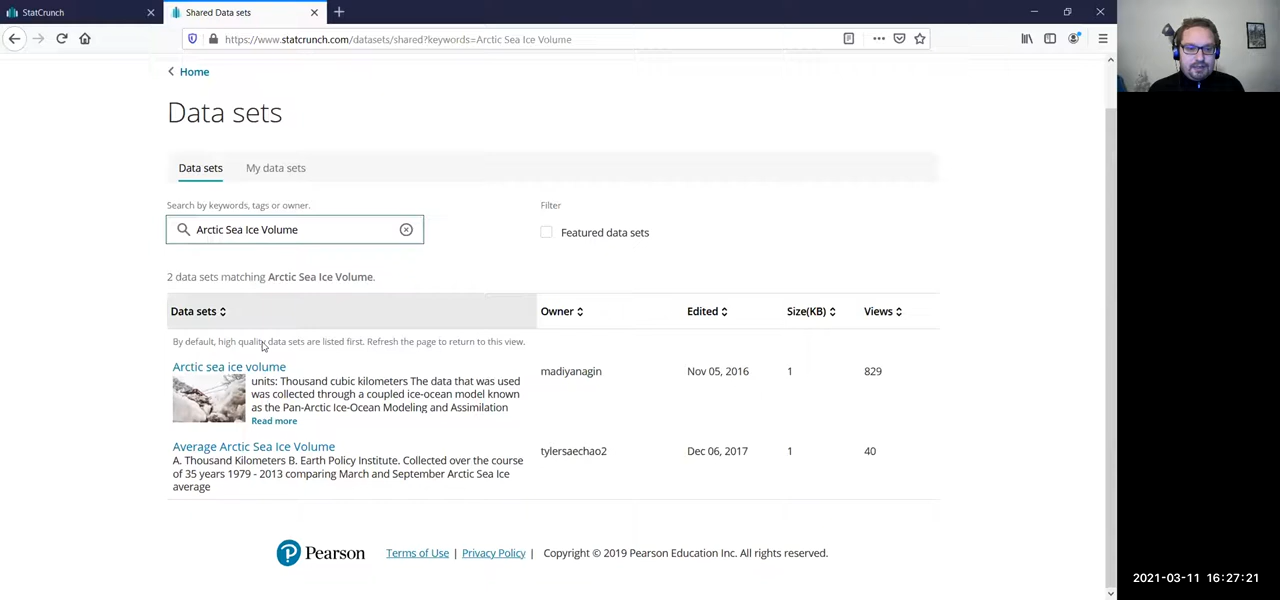 StatCrunch
Shared Data sets
https://www.statcrunch.com/datasets/shared?keywords=Arctic Sea Ice Volume
Home
Data sets
Data sets
My data sets
Search by keywords, tags or owner.
Filter
Arctic Sea Ice Volume
Featured data sets
2 data sets matching Arctic Sea Ice Volume.
Data sets
Owner
Edited
Size(KB)
Views
By default, high quality data sets are listed first. Refresh the page to return to this view.
Arctic sea ice volume
units: Thousand cubic kilometers The data that was used
was collected through a coupled ice-ocean model known
as the Pan-Arctic Ice-Ocean Modeling and Assimilation
Read more
madiyanagin
Nov 05, 2016
1
829
Average Arctic Sea Ice Volume
A. Thousand Kilometers B. Earth Policy Institute. Collected over the course
of 35 years 1979 - 2013 comparing March and September Arctic Sea Ice
average
tylersaechao2
Dec 06, 2017
1
40
Pearson
Terms of Use | Privacy Policy | Copyright © 2019 Pearson Education Inc. All rights reserved.
2021-03-11 16:27:21